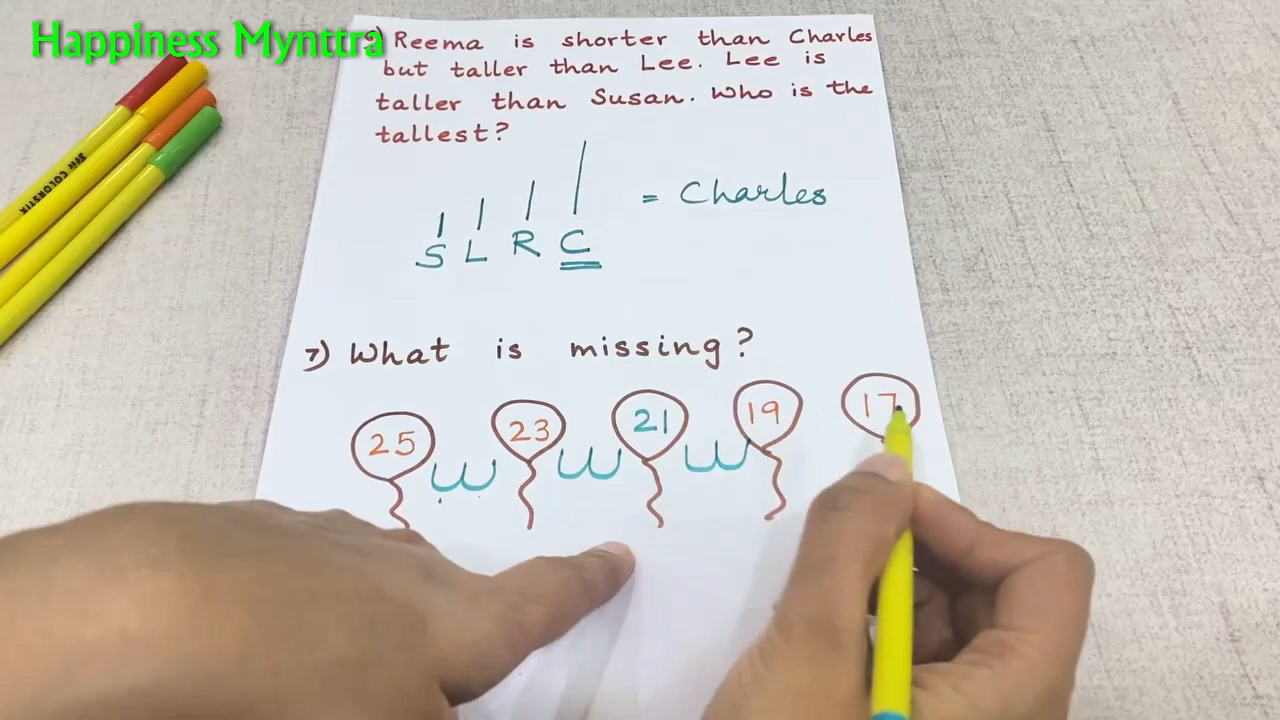 Happiness Mynttra
Reema is shorter than Charles
but taller than Lee. Lee is
taller than Susan. Who is the
tallest?
= Charles
S L R C
7) What is missing?
25 23 21 19 17